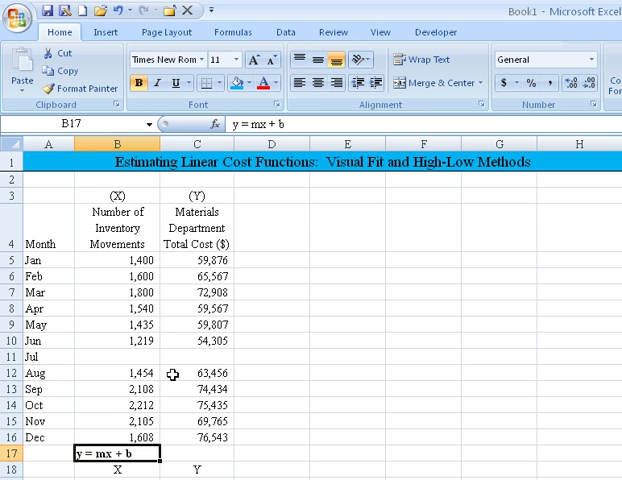 Book1 - Microsoft Excel
Home Insert Page Layout Formulas Data Review View Developer
Paste Cut Copy Format Painter
Times New Rom 11
B I U
Wrap Text
Merge & Center
General
$ % ,
Clipboard Font Alignment Number
B17 fx y = mx + b
A B C D E F G H
1 Estimating Linear Cost Functions: Visual Fit and High-Low Methods
2
3 (X) (Y)
Number of Materials
Inventory Department
4 Month Movements Total Cost ($)
5 Jan 1,400 59,876
6 Feb 1,600 65,567
7 Mar 1,800 72,908
8 Apr 1,540 59,567
9 May 1,435 59,807
10 Jun 1,219 54,305
11 Jul
12 Aug 1,454 63,456
13 Sep 2,108 74,434
14 Oct 2,212 75,435
15 Nov 2,105 69,765
16 Dec 1,608 76,543
17 y = mx + b
18 X Y